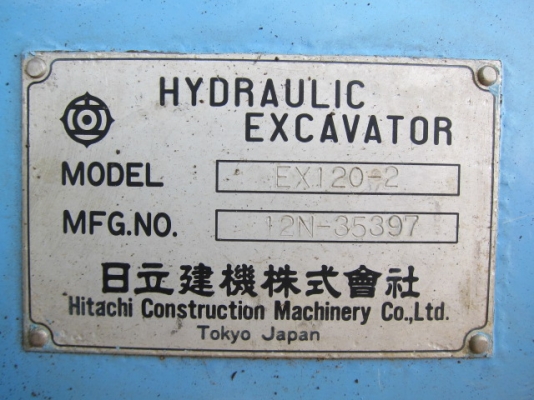 HYDRAULIC
EXCAVATOR
MODEL EX120-2
MFG.NO. 12N-35397
日立建機株式會社
Hitachi Construction Machinery Co.,Ltd.
Tokyo Japan